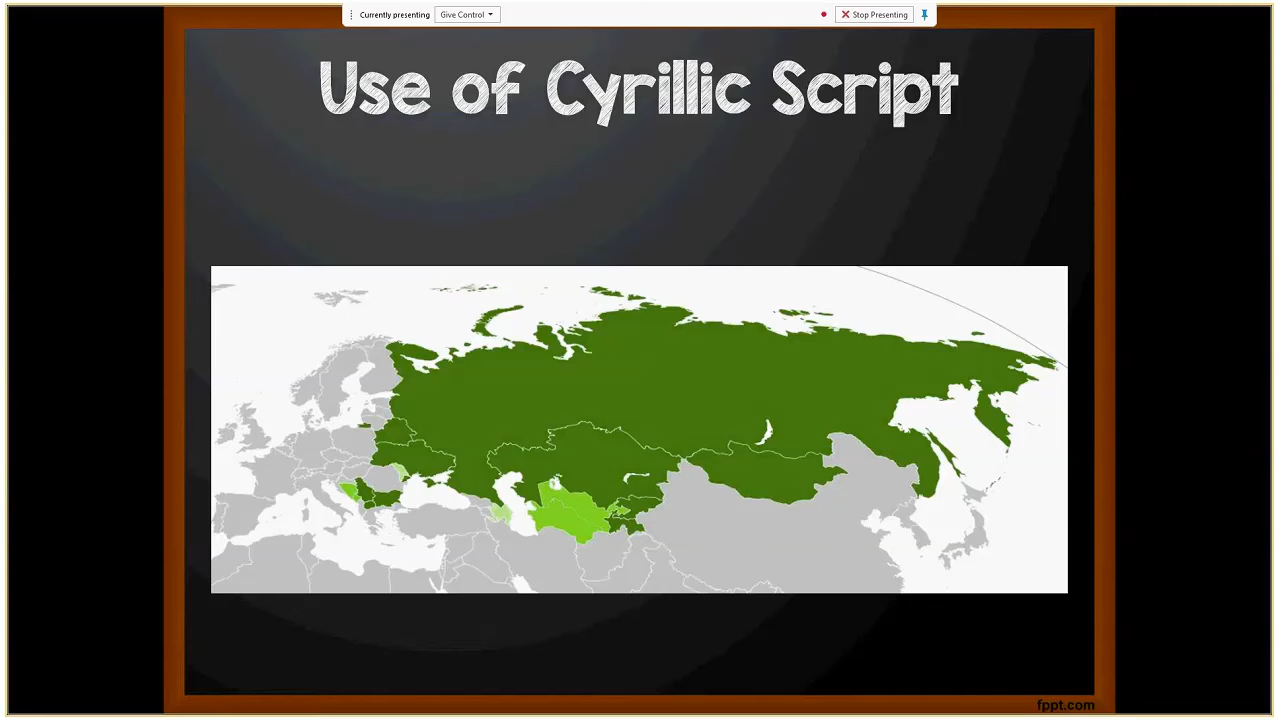 Currently presenting
Give Control
Stop Presenting
Use of Cyrillic Script
fppt.com